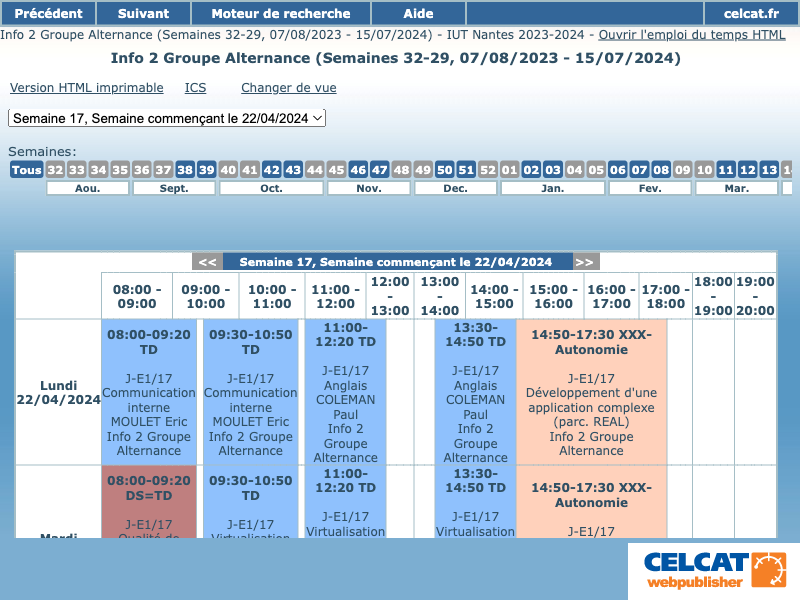 Précédent Suivant Moteur de recherche Aide celcat.fr
Info 2 Groupe Alternance (Semaines 32-29, 07/08/2023 - 15/07/2024) - IUT Nantes 2023-2024 - Ouvrir l'emploi du temps HTML
Info 2 Groupe Alternance (Semaines 32-29, 07/08/2023 - 15/07/2024)
Version HTML imprimable ICS Changer de vue
Semaine 17, Semaine commençant le 22/04/2024
Semaines:
Tous 32 33 34 35 36 37 38 39 40 41 42 43 44 45 46 47 48 49 50 51 52 01 02 03 04 05 06 07 08 09 10 11 12 13
Aou. Sept. Oct. Nov. Dec. Jan. Fev. Mar.
<< Semaine 17, Semaine commençant le 22/04/2024 >>
08:00 - 09:00 09:00 - 10:00 10:00 - 11:00 11:00 - 12:00 12:00 - 13:00 13:00 - 14:00 14:00 - 15:00 15:00 - 16:00 16:00 - 17:00 17:00 - 18:00 18:00 - 19:00 19:00 - 20:00
Lundi
22/04/2024
08:00-09:20
TD
J-E1/17
Communication
interne
MOULET Eric
Info 2 Groupe
Alternance
09:30-10:50
TD
J-E1/17
Communication
interne
MOULET Eric
Info 2 Groupe
Alternance
11:00-
12:20 TD
J-E1/17
Anglais
COLEMAN
Paul
Info 2
Groupe
Alternance
13:30-
14:50 TD
J-E1/17
Anglais
COLEMAN
Paul
Info 2
Groupe
Alternance
14:50-17:30 XXX-
Autonomie
J-E1/17
Développement d'une
application complexe
(parc. REAL)
Info 2 Groupe
Alternance
Mardi
08:00-09:20
DS=TD
J-E1/17
Qualité de
09:30-10:50
TD
J-E1/17
Virtualisation
11:00-
12:20 TD
J-E1/17
Virtualisation
13:30-
14:50 TD
J-E1/17
Virtualisation
14:50-17:30 XXX-
Autonomie
J-E1/17
CELCAT
webpublisher